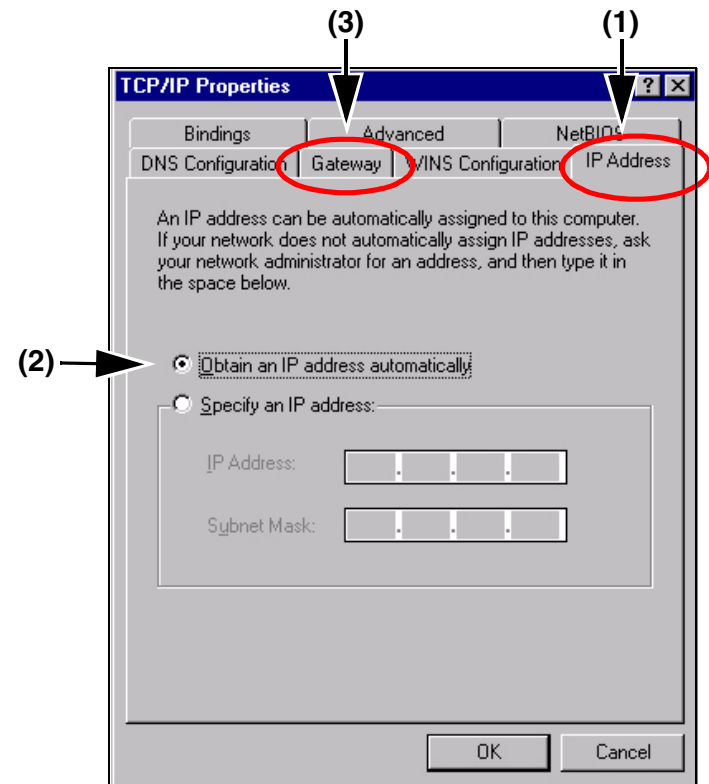 (3) (1)
TCP/IP Properties ? ×
Bindings Advanced NetBIOS
DNS Configuration Gateway WINS Configuration IP Address
An IP address can be automatically assigned to this computer.
If your network does not automatically assign IP addresses, ask
your network administrator for an address, and then type it in
the space below.
(2) Obtain an IP address automatically
Specify an IP address:
IP Address: . . .
Subnet Mask: . . .
OK Cancel